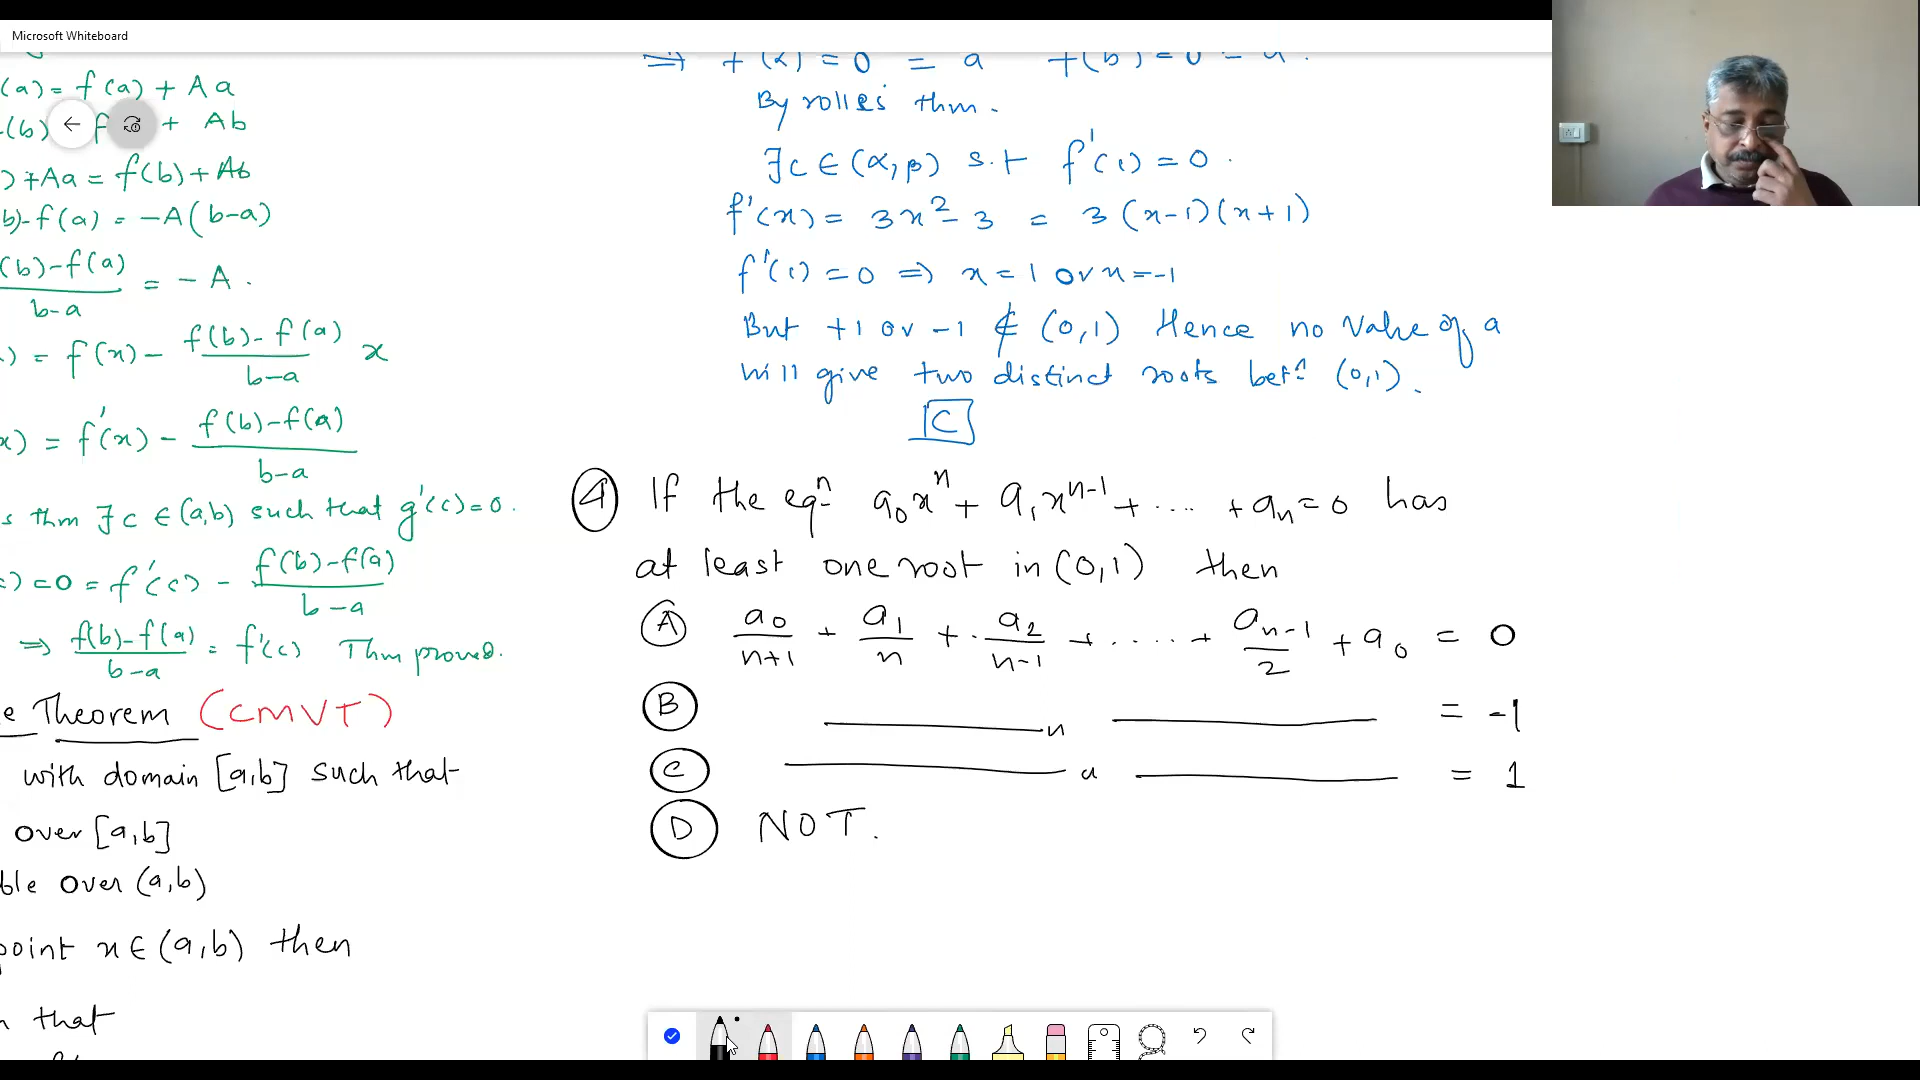 Microsoft Whiteboard
(a) = f(a) + Aa
(b) f + Ab
) + Aa = f(b) + Ab
b) - f(a) = -A(b-a)
(b) - f(a) / b-a = -A.
) = f(x) - f(b) - f(a) / b-a x
x) = f'(x) - f(b) - f(a) / b-a
s thm ∃c ∈ (a,b) such that g'(c) = 0.
) = 0 = f'(c) - f(b) - f(a) / b-a
⇒ f(b) - f(a) / b-a = f'(c) Thm proved.
e Theorem (CMVT)
with domain [a,b] such that
over [a,b]
ble over (a,b)
point x ∈ (a,b) then
that
⇒ f(α) = 0 = a f(b) = 0 = a.
By rolles thm.
∃c ∈ (α,β) s.t f'(c) = 0.
f'(x) = 3x² - 3 = 3(x-1)(x+1)
f'(c) = 0 ⇒ x = 1 or x = -1
But +1 or -1 ∉ (0,1) Hence no value of a
will give two distinct roots betⁿ (0,1).
C
4 If the eqⁿ a₀xⁿ + a₁xⁿ⁻¹ + .... + aₙ = 0 has
at least one root in (0,1) then
A a₀/n+1 + a₁/n + a₂/n-1 + .... + aₙ₋₁/2 + a₀ = 0
B ——— " ——— = -1
C ——— " ——— = 1
D NOT.